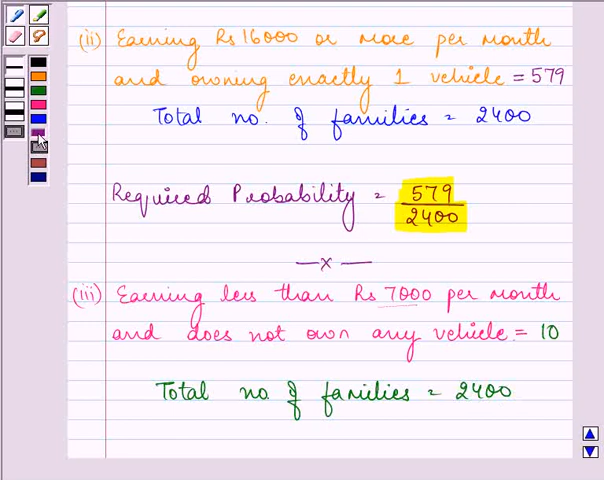 (ii) Earning Rs 16000 or more per month
and owning exactly 1 vehicle = 579
Total no. of families = 2400
Required Probability = 579/2400
—x—
(iii) Earning less than Rs 7000 per month
and does not own any vehicle = 10
Total no. of families = 2400